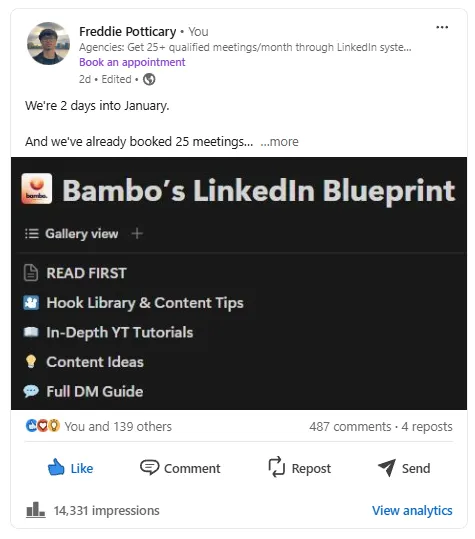 Freddie Potticary • You
Agencies: Get 25+ qualified meetings/month through LinkedIn syste...
Book an appointment
2d • Edited •
We're 2 days into January.
And we've already booked 25 meetings... ...more
bambo.
Bambo's LinkedIn Blueprint
Gallery view +
READ FIRST
Hook Library & Content Tips
In-Depth YT Tutorials
Content Ideas
Full DM Guide
You and 139 others 487 comments · 4 reposts
Like Comment Repost Send
14,331 impressions View analytics